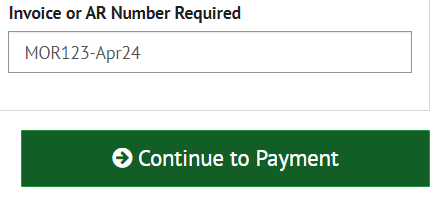 Invoice or AR Number Required
MOR123-Apr24
Continue to Payment